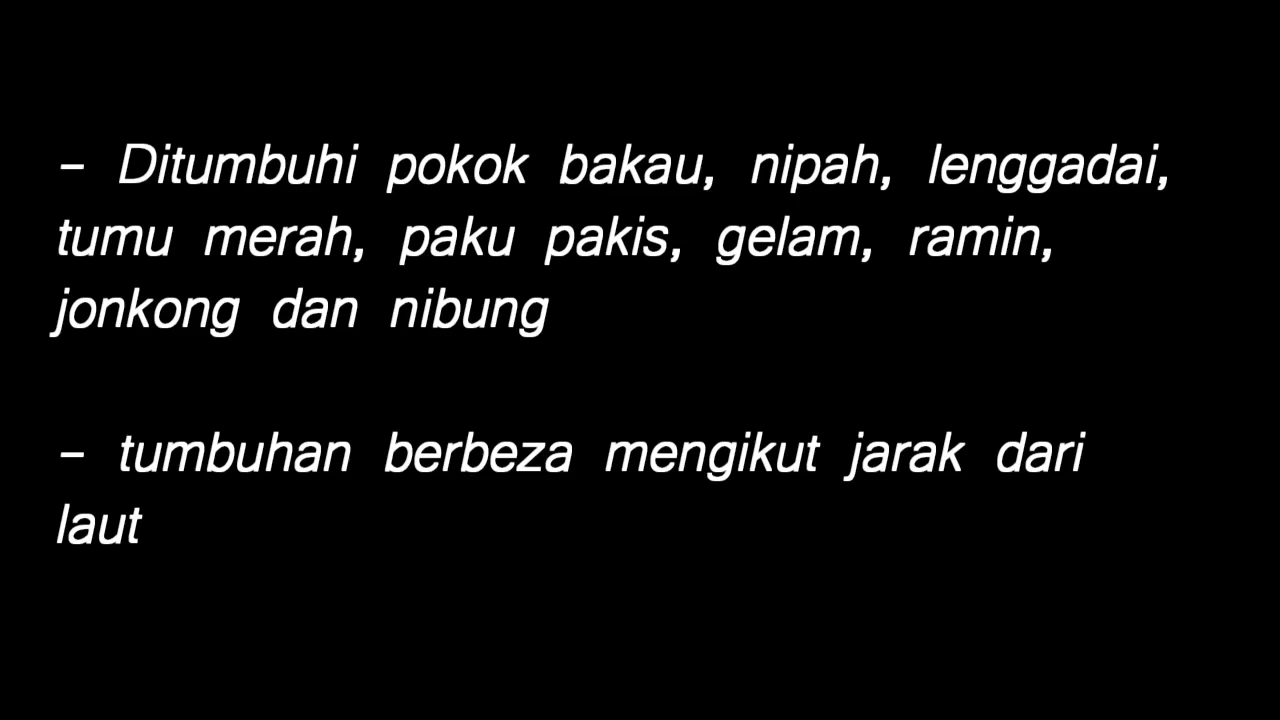 - Ditumbuhi pokok bakau, nipah, lenggadai,
tumu merah, paku pakis, gelam, ramin,
jonkong dan nibung
- tumbuhan berbeza mengikut jarak dari
laut